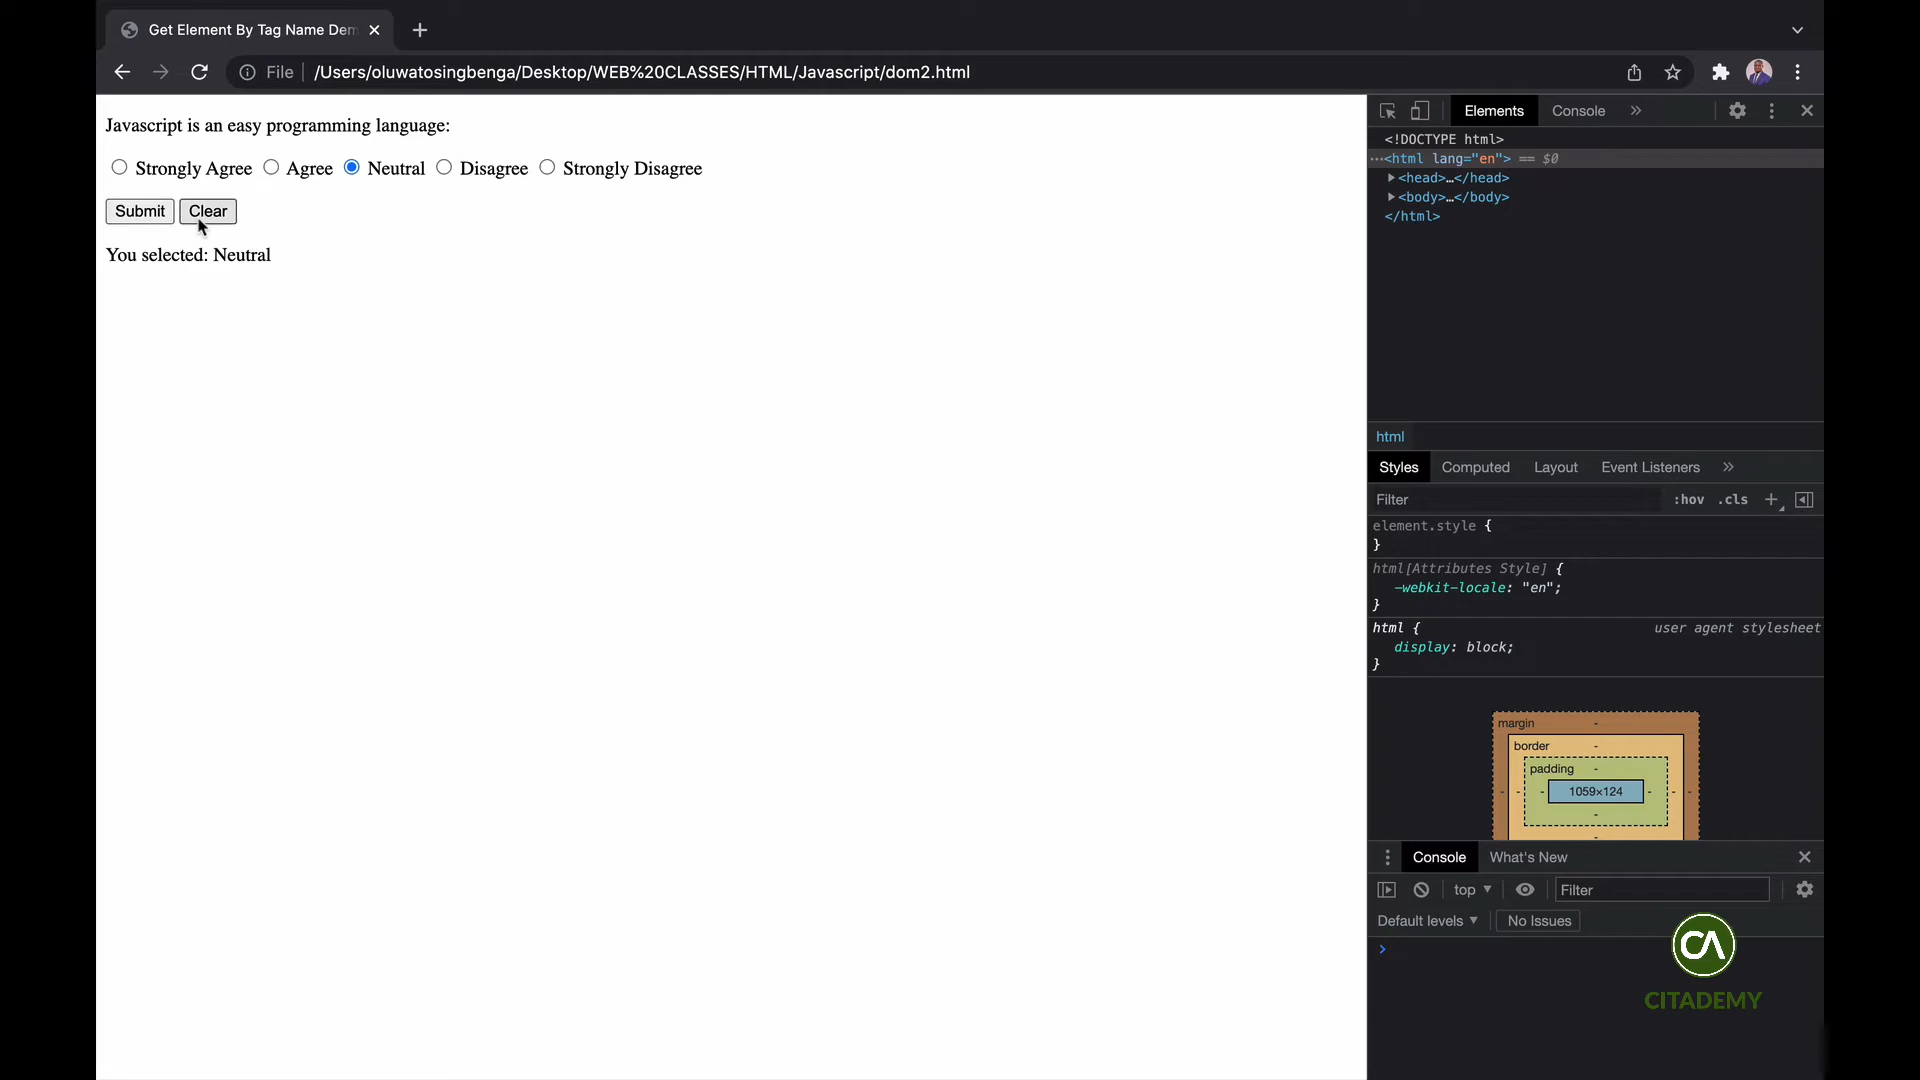 Get Element By Tag Name Dem
File
/Users/oluwatosingbenga/Desktop/WEB%20CLASSES/HTML/Javascript/dom2.html
Javascript is an easy programming language:
Strongly Agree Agree Neutral Disagree Strongly Disagree
Submit Clear
You selected: Neutral
Elements Console »
<!DOCTYPE html>
…<html lang="en"> == $0
<head>…</head>
<body>…</body>
</html>
html
Styles Computed Layout Event Listeners »
Filter :hov .cls +
element.style {
}
html[Attributes Style] {
-webkit-locale: "en";
}
html { user agent stylesheet
display: block;
}
margin -
border -
padding -
- - - 1059×124 - - -
-
-
Console What's New
top Filter
Default levels No Issues
CA
CITADEMY